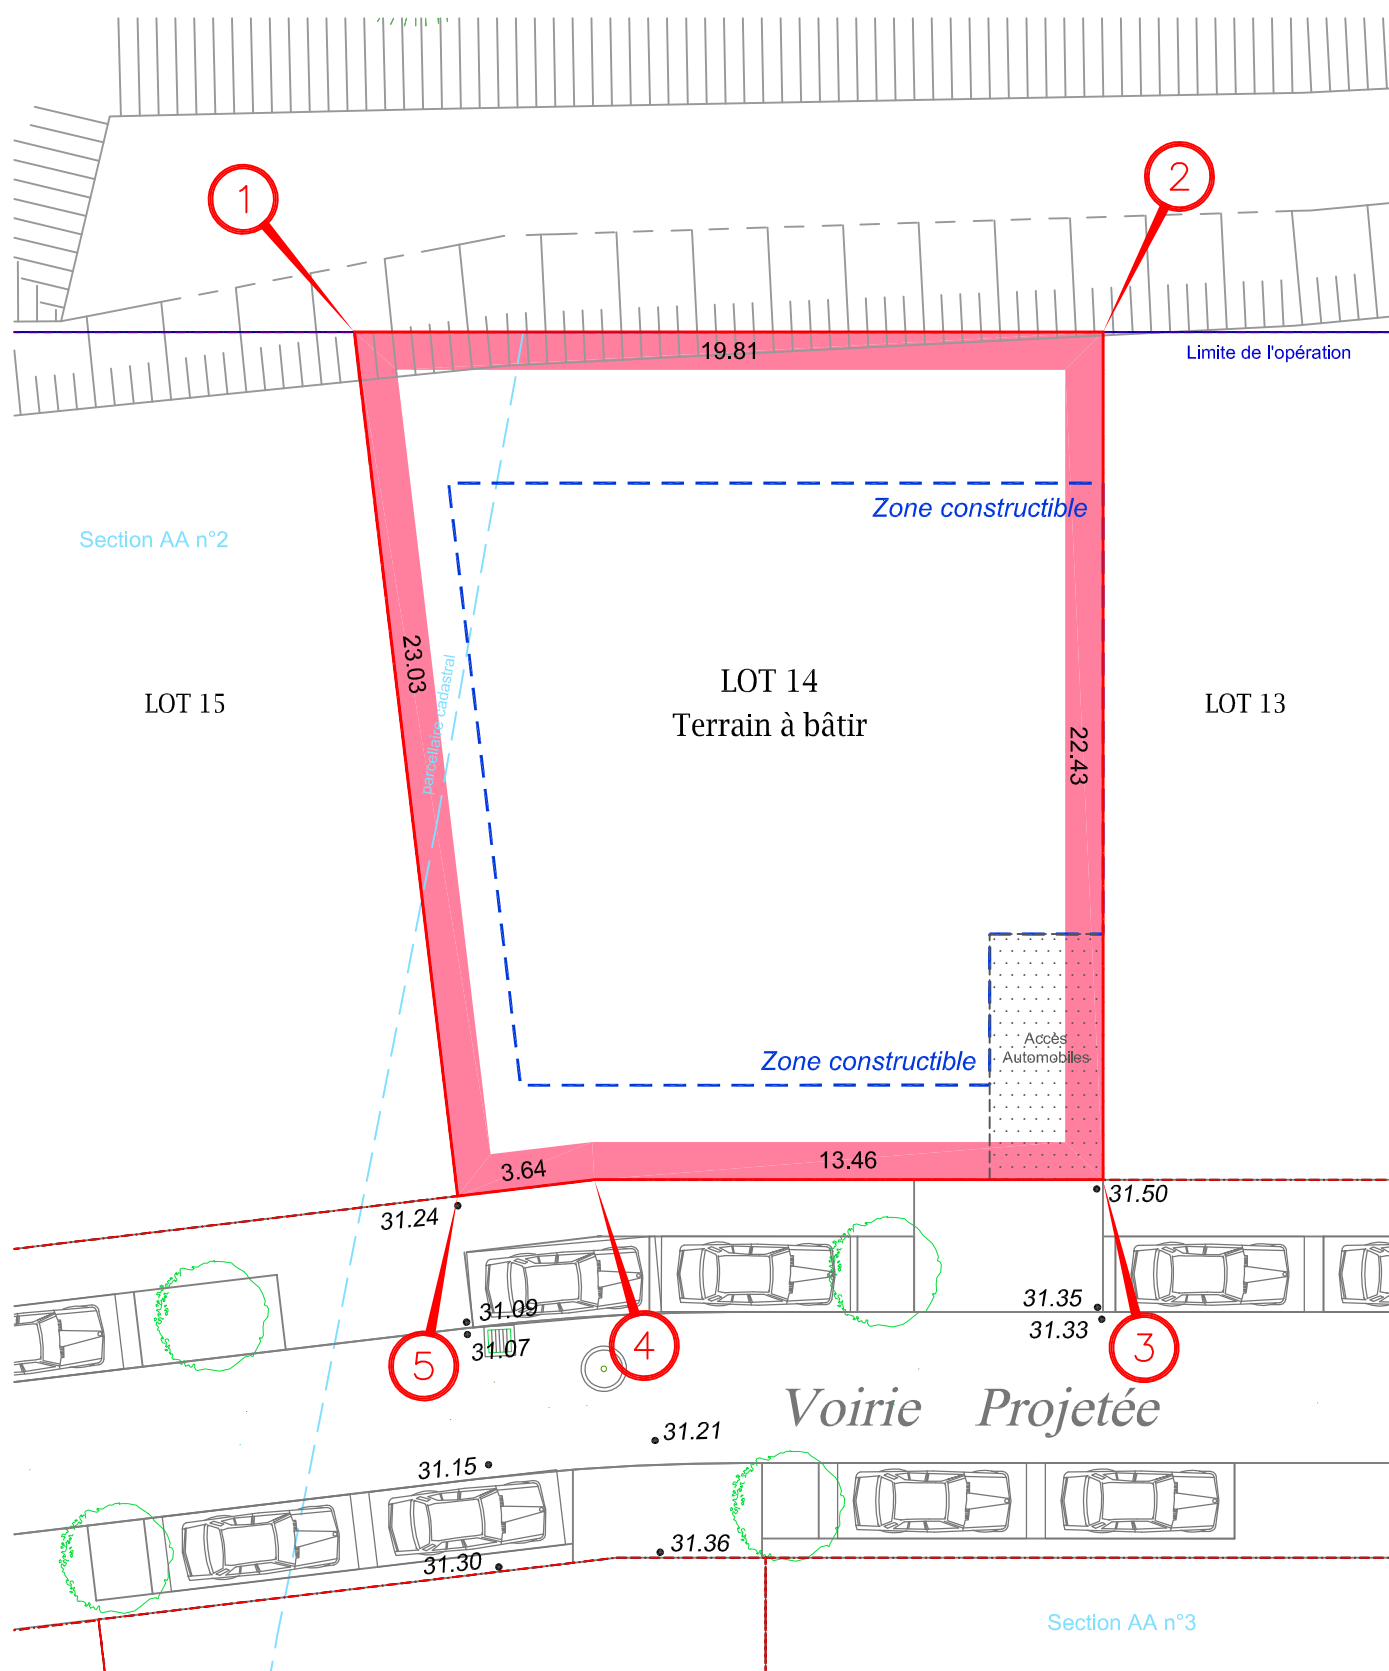 1
2
19.81
Limite de l'opération
Zone constructible
Section AA n°2
23.03
parcellaire cadastral
LOT 14
Terrain à bâtir
LOT 15
LOT 13
22.43
Accès
Automobiles
Zone constructible
3.64
13.46
31.24
31.50
31.09
31.07
31.35
31.33
5
4
3
Voirie Projetée
31.21
31.15
31.36
31.30
Section AA n°3